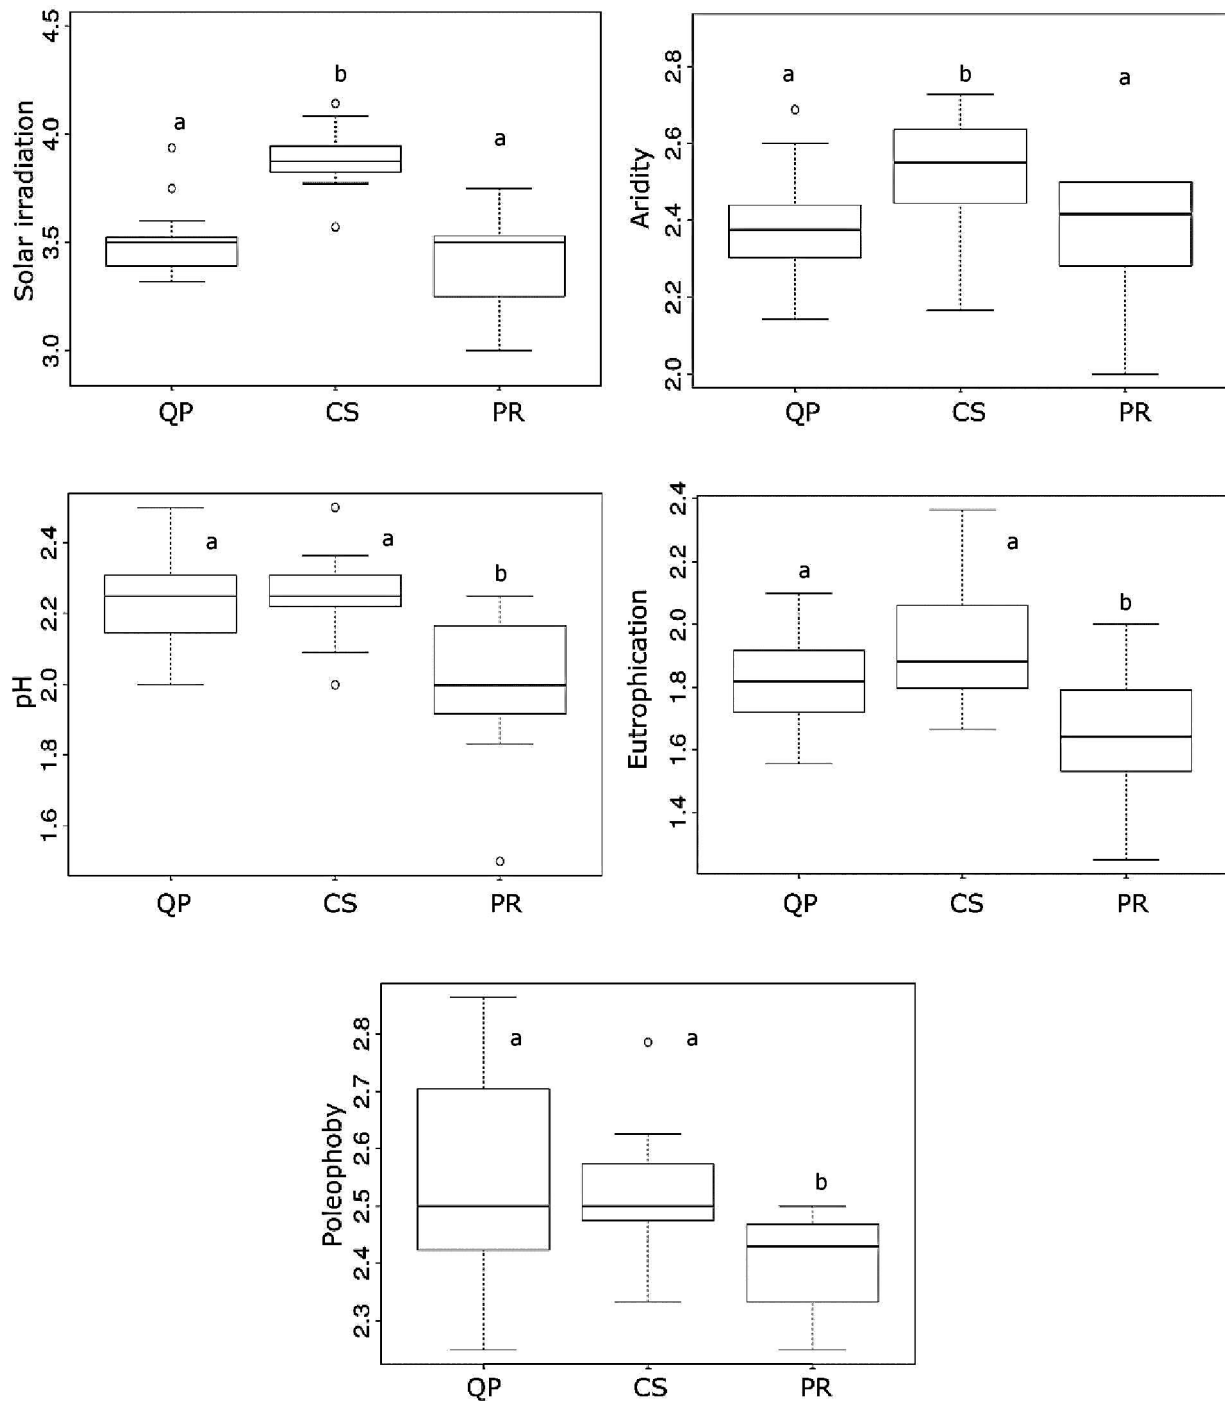 Solar irradiation
4.5
4.0
3.5
3.0
a
b
a
QP CS PR
Aridity
2.8
2.6
2.4
2.2
2.0
a
b
a
QP CS PR
pH
2.4
2.2
2.0
1.8
1.6
a
a
b
QP CS PR
Eutrophication
2.4
2.2
2.0
1.8
1.6
1.4
a
a
b
QP CS PR
Poleophoby
2.8
2.7
2.6
2.5
2.4
2.3
a
a
b
QP CS PR